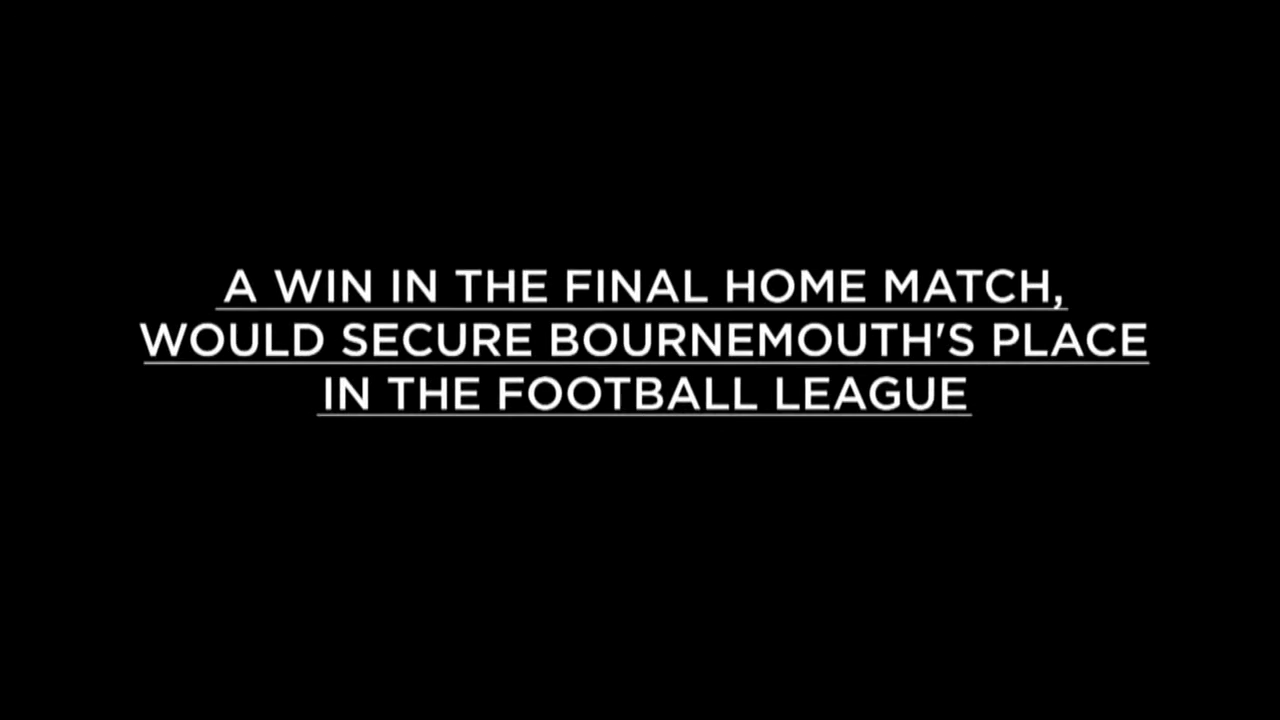 A WIN IN THE FINAL HOME MATCH,
WOULD SECURE BOURNEMOUTH'S PLACE
IN THE FOOTBALL LEAGUE